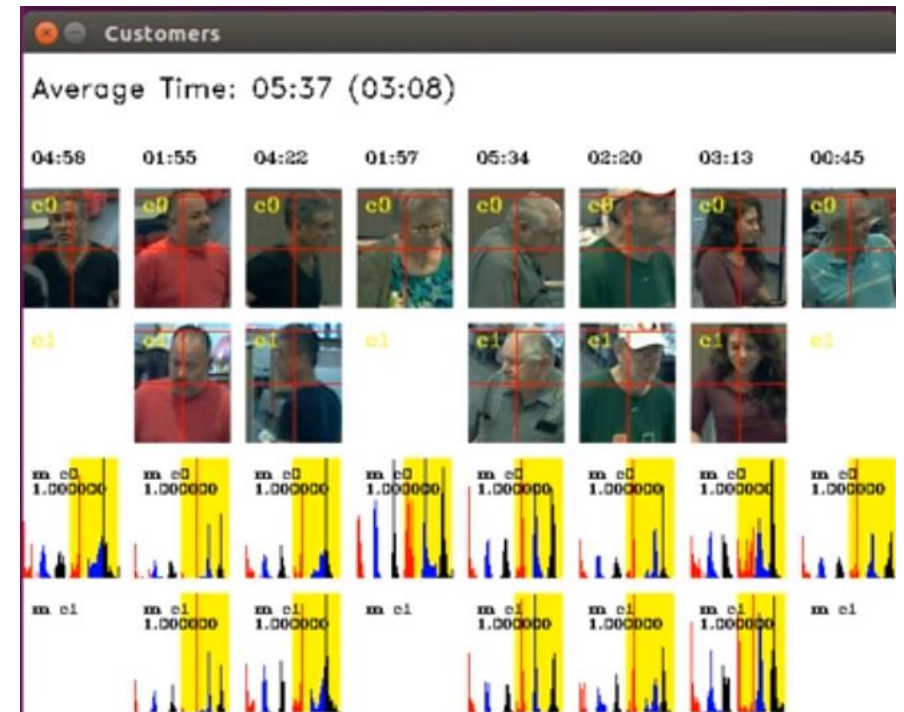 Customers
Average Time: 05:37 (03:08)
04:58 01:55 04:22 01:57 05:34 02:20 03:13 00:45
c0 c0 c0 c0 c0 c0 c0 c0
c1 c1 c1 c1 c1 c1 c1 c1
m c0 m c0 m c0 m c0 m c0 m c0 m c0 m c0
1.000000 1.000000 1.000000 1.000000 1.000000 1.000000 1.000000 1.000000
m c1 m c1 m c1 m c1 m c1 m c1 m c1 m c1
1.000000 1.000000 1.000000 1.000000 1.000000